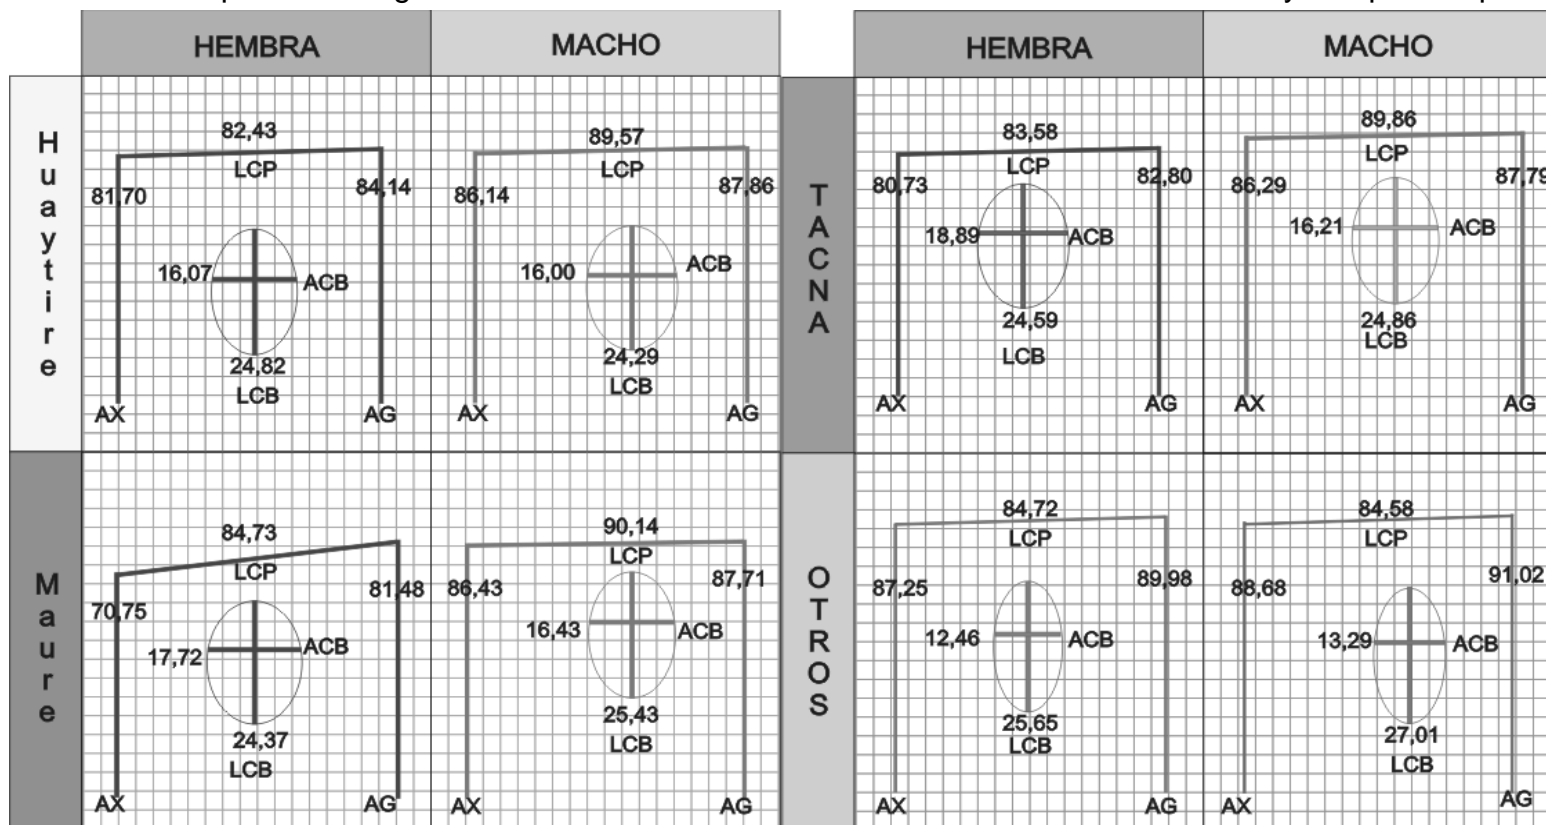 HEMBRA
MACHO
HEMBRA
MACHO
Huaytire
82,43
LCP
81,70
84,14
16,07
ACB
24,82
LCB
AX
AG
89,57
LCP
86,14
87,86
16,00
ACB
24,29
LCB
AX
AG
TACNA
83,58
LCP
80,73
82,80
18,89
ACB
24,59
LCB
AX
AG
89,86
LCP
86,29
87,79
16,21
ACB
24,86
LCB
AX
AG
Maure
84,73
LCP
70,75
81,48
17,72
ACB
24,37
LCB
AX
AG
90,14
LCP
86,43
87,71
16,43
ACB
25,43
LCB
AX
AG
OTROS
84,72
LCP
87,25
89,98
12,46
ACB
25,65
LCB
AX
AG
84,58
LCP
88,68
91,02
13,29
ACB
27,01
LCB
AX
AG